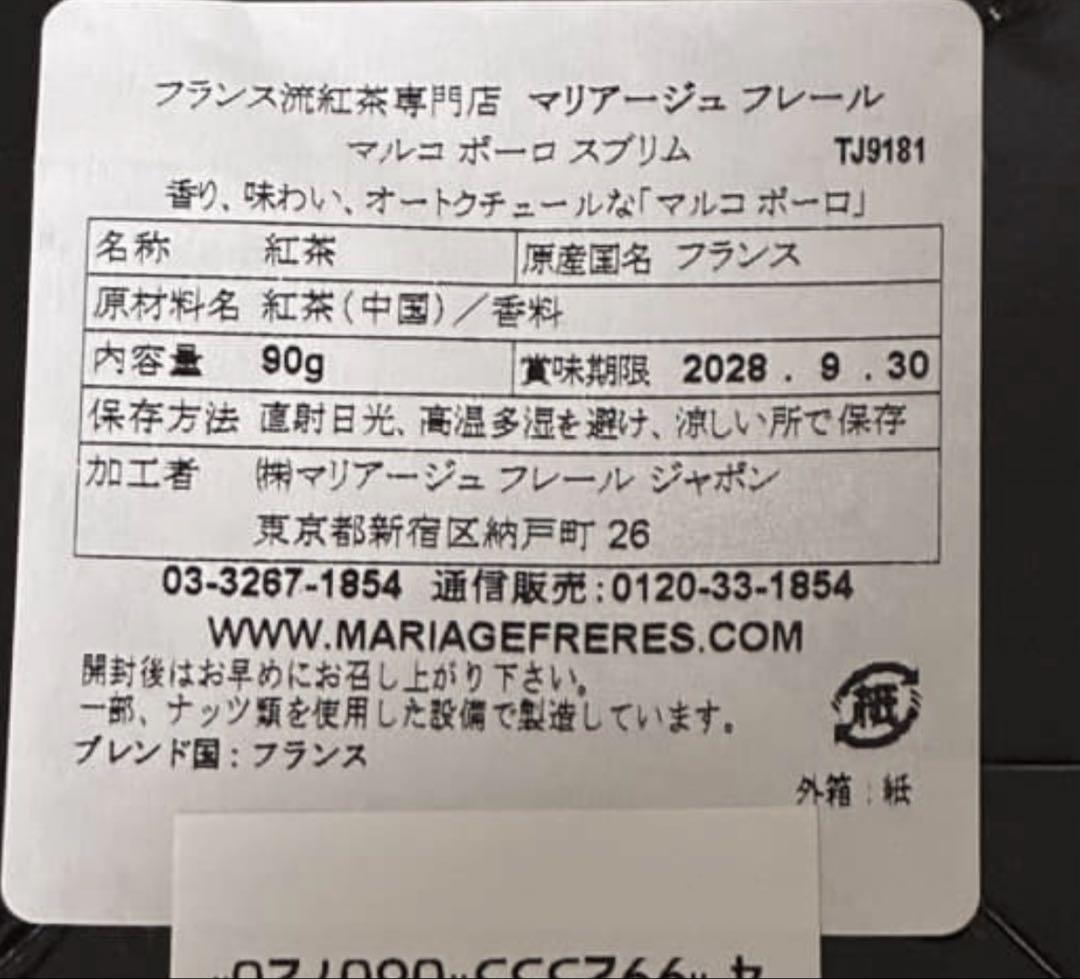 フランス流紅茶専門店 マリアージュ フレール
マルコ ポーロ スブリム TJ9181
香り、味わい、オートクチュールな「マルコ ポーロ」
名称 紅茶 原産国名 フランス
原材料名 紅茶(中国)／香料
内容量 90g 賞味期限 2028 . 9 . 30
保存方法 直射日光、高温多湿を避け、涼しい所で保存
加工者 ㈱マリアージュ フレール ジャポン
東京都新宿区納戸町 26
03-3267-1854 通信販売:0120-33-1854
WWW.MARIAGEFRERES.COM
開封後はお早めにお召し上がり下さい。
一部、ナッツ類を使用した設備で製造しています。
紙
ブレンド国:フランス
外箱:紙